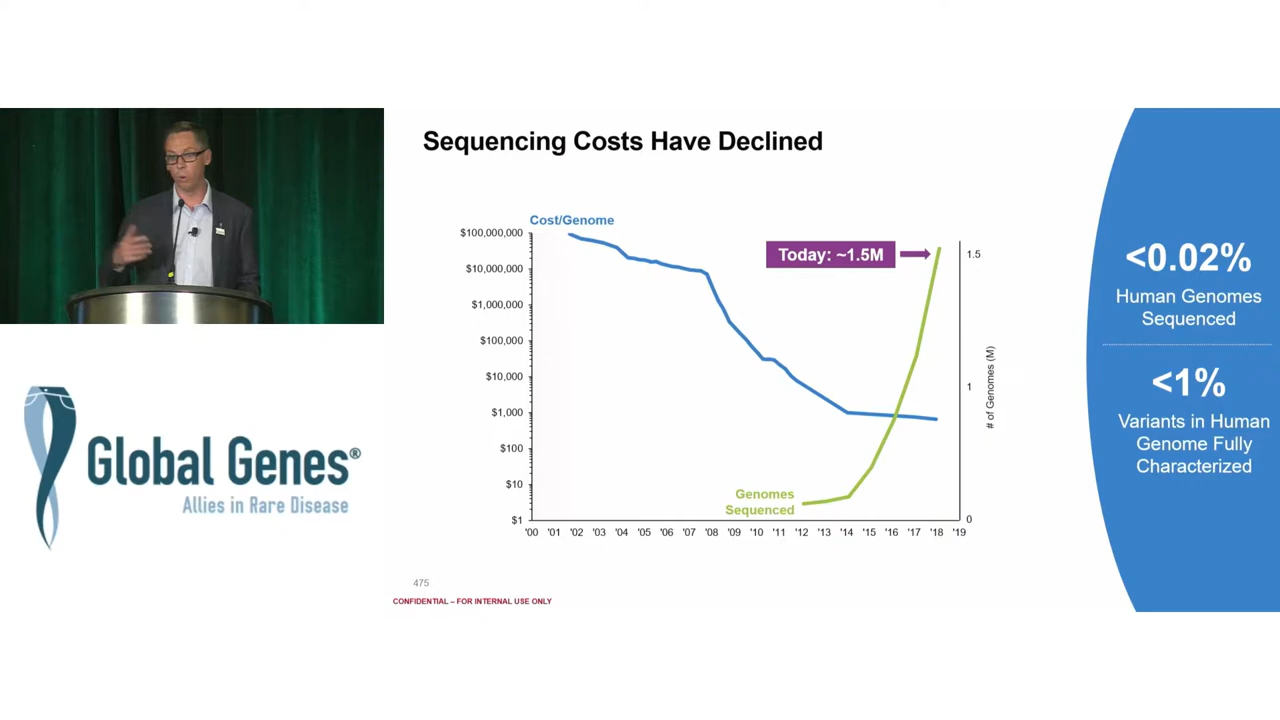 Sequencing Costs Have Declined
Cost/Genome
$100,000,000
$10,000,000
$1,000,000
$100,000
$10,000
$1,000
$100
$10
$1
Today: ~1.5M
Genomes
Sequenced
1.5
1
0
# of Genomes (M)
'00 '01 '02 '03 '04 '05 '06 '07 '08 '09 '10 '11 '12 '13 '14 '15 '16 '17 '18 '19
475
CONFIDENTIAL – FOR INTERNAL USE ONLY
<0.02%
Human Genomes
Sequenced
<1%
Variants in Human
Genome Fully
Characterized
Global Genes®
Allies in Rare Disease